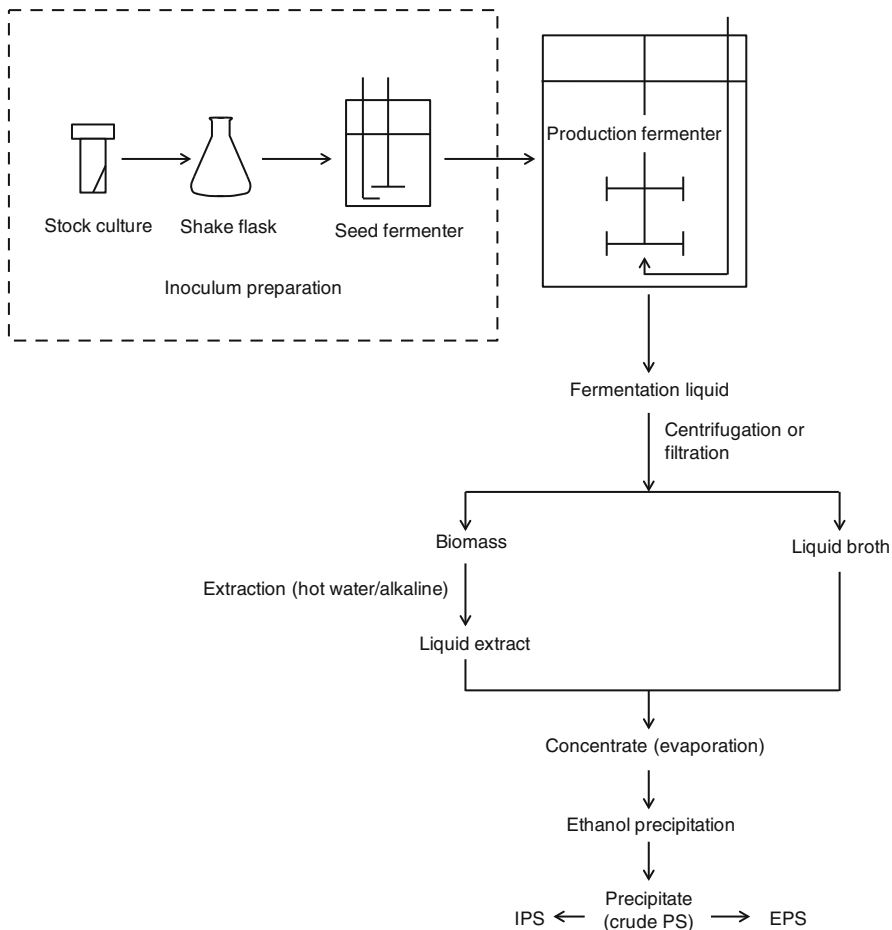 Production fermenter
Stock culture
Shake flask
Seed fermenter
Inoculum preparation
Fermentation liquid
Centrifugation or
filtration
Biomass
Liquid broth
Extraction (hot water/alkaline)
Liquid extract
Concentrate (evaporation)
Ethanol precipitation
IPS
Precipitate
(crude PS)
EPS